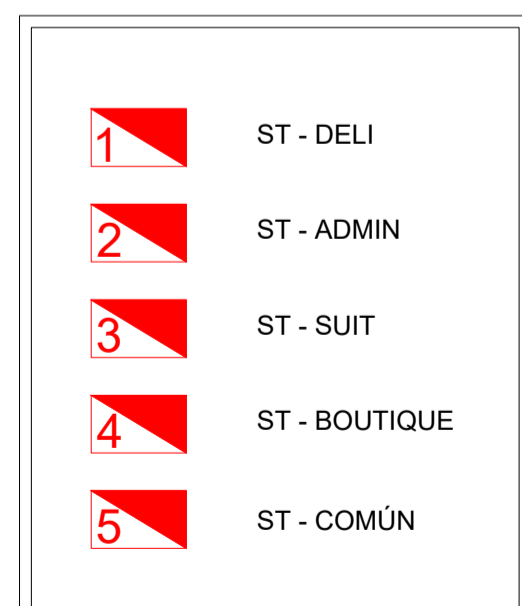 1 ST - DELI
2 ST - ADMIN
3 ST - SUIT
4 ST - BOUTIQUE
5 ST - COMÚN